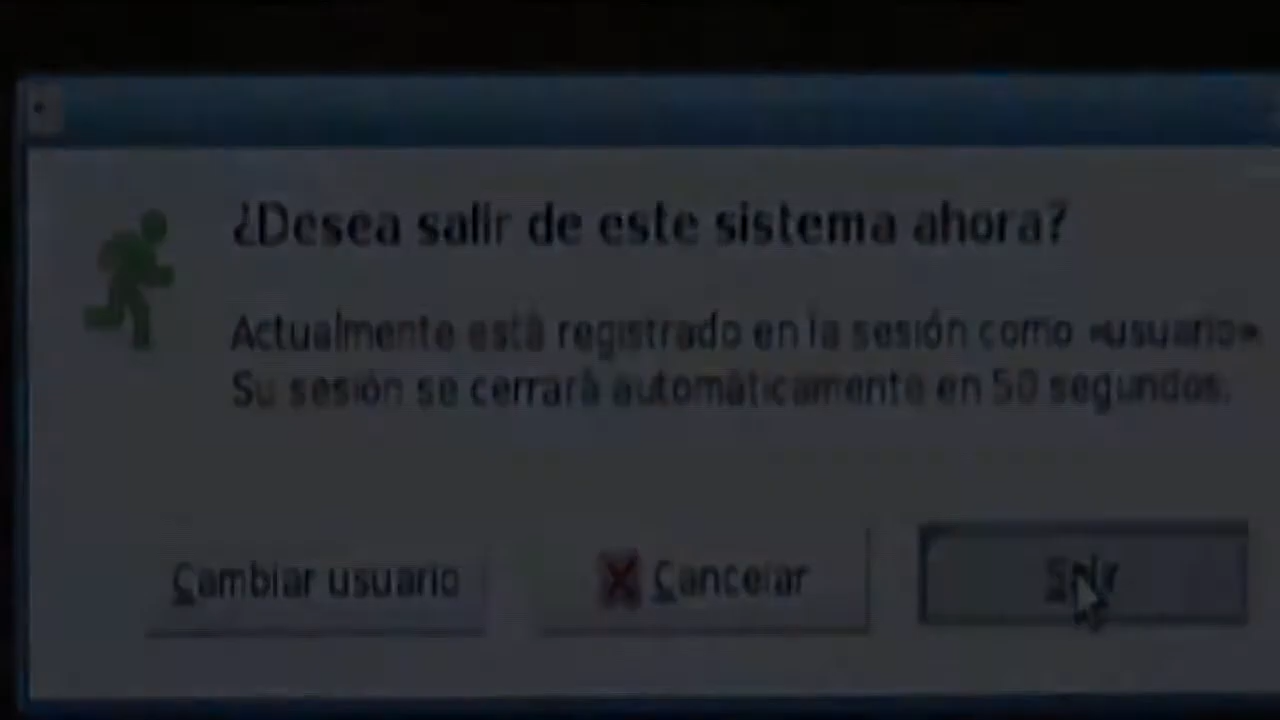 ¿Desea salir de este sistema ahora?
Actualmente está registrado en la sesión como «usuario».
Su sesión se cerrará automáticamente en 50 segundos.
Cambiar usuario
Cancelar
Salir